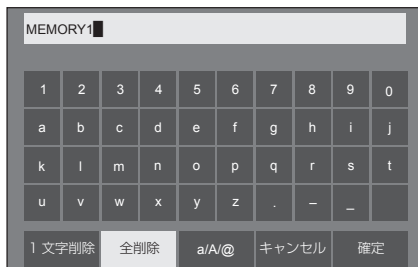 MEMORY1
1 2 3 4 5 6 7 8 9 0
a b c d e f g h i j
k l m n o p q r s t
u v w x y z . – _
1文字削除 全削除 a/A/@ キャンセル 確定